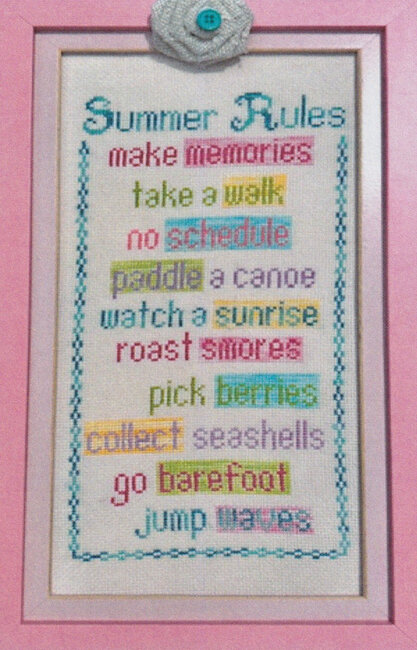 Summer Rules
make memories
take a walk
no schedule
paddle a canoe
watch a sunrise
roast smores
pick berries
collect seashells
go barefoot
jump waves